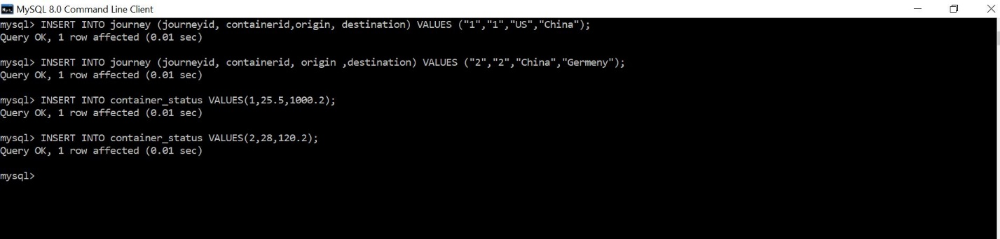 MySQL 8.0 Command Line Client
mysql> INSERT INTO journey (journeyid, containerid,origin, destination) VALUES ("1","1","US","China");
Query OK, 1 row affected (0.01 sec)
mysql> INSERT INTO journey (journeyid, containerid, origin ,destination) VALUES ("2","2","China","Germeny");
Query OK, 1 row affected (0.01 sec)
mysql> INSERT INTO container_status VALUES(1,25.5,1000.2);
Query OK, 1 row affected (0.01 sec)
mysql> INSERT INTO container_status VALUES(2,28,120.2);
Query OK, 1 row affected (0.01 sec)
mysql>